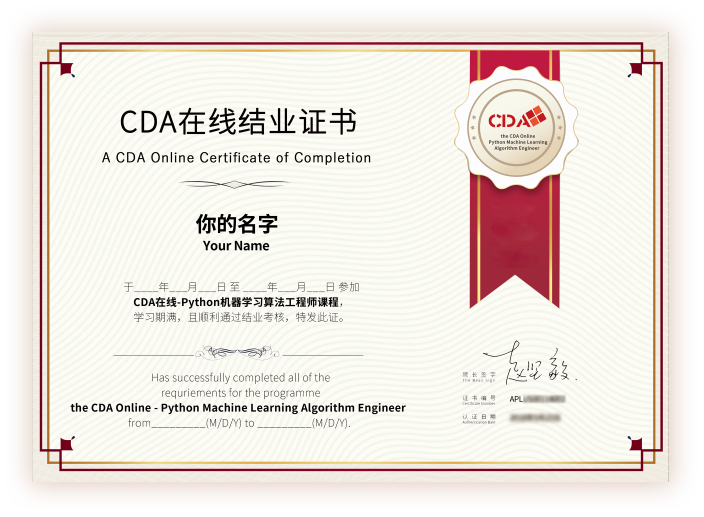 CDA在线结业证书
A CDA Online Certificate of Completion
你的名字
Your Name
于____年___月___日 至 ____年___月___日 参加
CDA在线-Python机器学习算法工程师课程,
学习期满，且顺利通过结业考核，特发此证。
Has successfully completed all of the
requriements for the programme
the CDA Online - Python Machine Learning Algorithm Engineer
from_________(M/D/Y) to _________(M/D/Y).
CDA
the CDA Online
Python Machine Learning
Algorithm Engineer
院长签字
The Dean Sign
证书编号
Certificate Number
APL
认证日期
Authentication Date